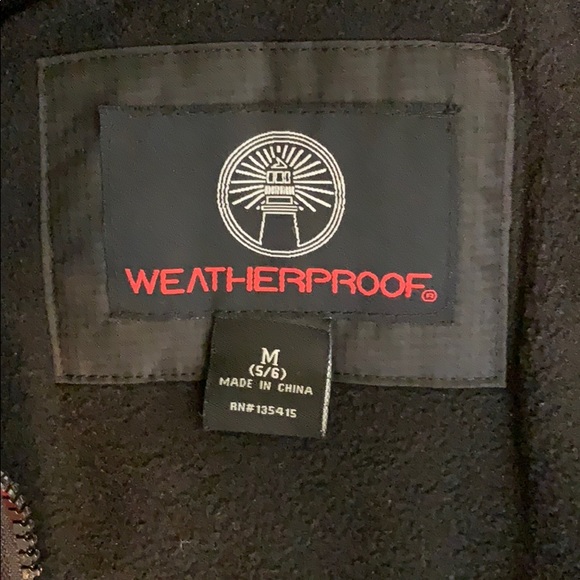 WEATHERPROOF®
M
(5/6)
MADE IN CHINA
RN#135415